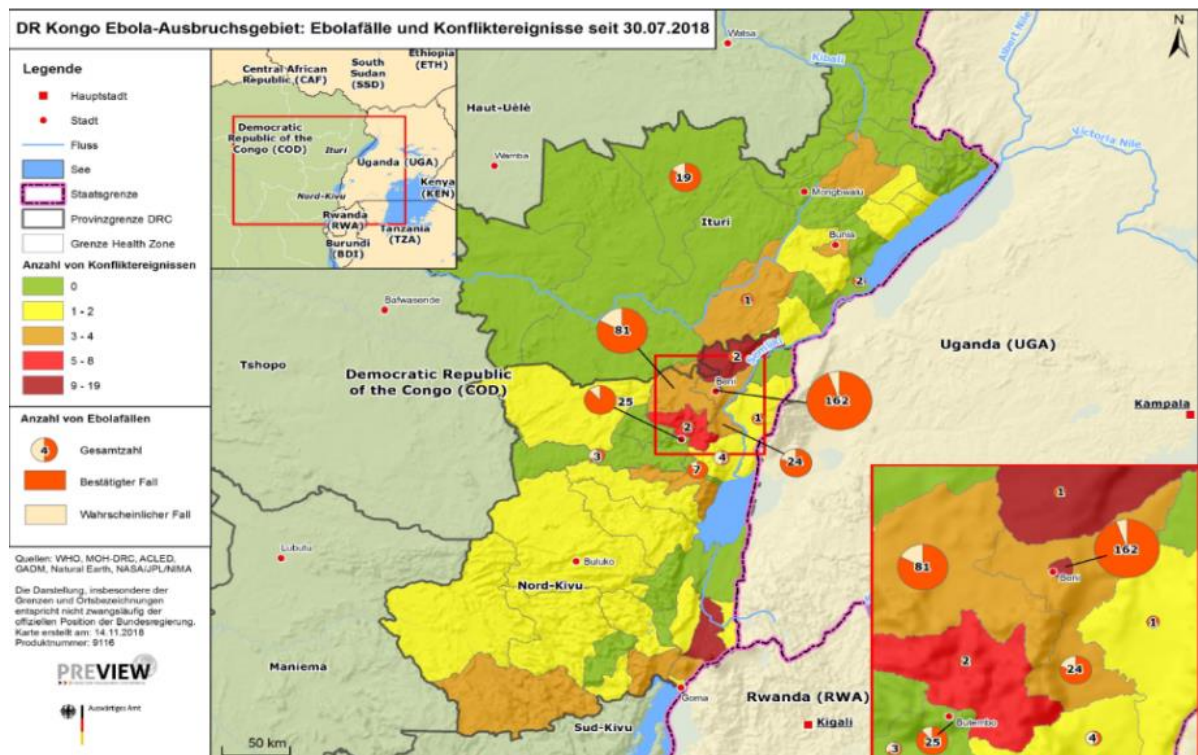 DR Kongo Ebola-Ausbruchsgebiet: Ebolafälle und Konfliktereignisse seit 30.07.2018
Legende
Hauptstadt
Stadt
Fluss
See
Staatsgrenze
Provinzgrenze DRC
Grenze Health Zone
Anzahl von Konfliktereignissen
0
1 - 2
3 - 4
5 - 8
9 - 19
Anzahl von Ebolafällen
4 Gesamtzahl
Bestätigter Fall
Wahrscheinlicher Fall
Quellen: WHO, MOH-DRC, ACLED,
GADM, Natural Earth, NASA/JPL/NIMA
Die Darstellung, insbesondere der
Grenzen und Ortsbezeichnungen
entspricht nicht zwangsläufig der
offiziellen Position der Bundesregierung.
Karte erstellt am: 14.11.2018
Produktnummer: 9116
PREVIEW
Auswärtiges Amt
Central African
Republic (CAF)
South
Sudan
(SSD)
Ethiopia
(ETH)
Democratic
Republic of the
Congo (COD)
Ituri
Uganda (UGA)
Nord-Kivu
Kenya
(KEN)
Rwanda
(RWA)
Burundi
(BDI)
Tanzania
(TZA)
N
Watsa
Kibali
Albert Nile
Haut-Uélé
Victoria Nile
Wamba
19
Mongbwalu
Ituri
Bunia
2
Bafwasende
1
81
2
Semliki
Uganda (UGA)
Tshopo
Democratic Republic
of the Congo (COD)
Beni
162
Kampala
25
1
2
3
4
24
7
Lubutu
Buluko
Nord-Kivu
Maniema
Goma
Rwanda (RWA)
Sud-Kivu
Kigali
50 km
1
162
81
Beni
1
2
24
Butembo
25
4
3